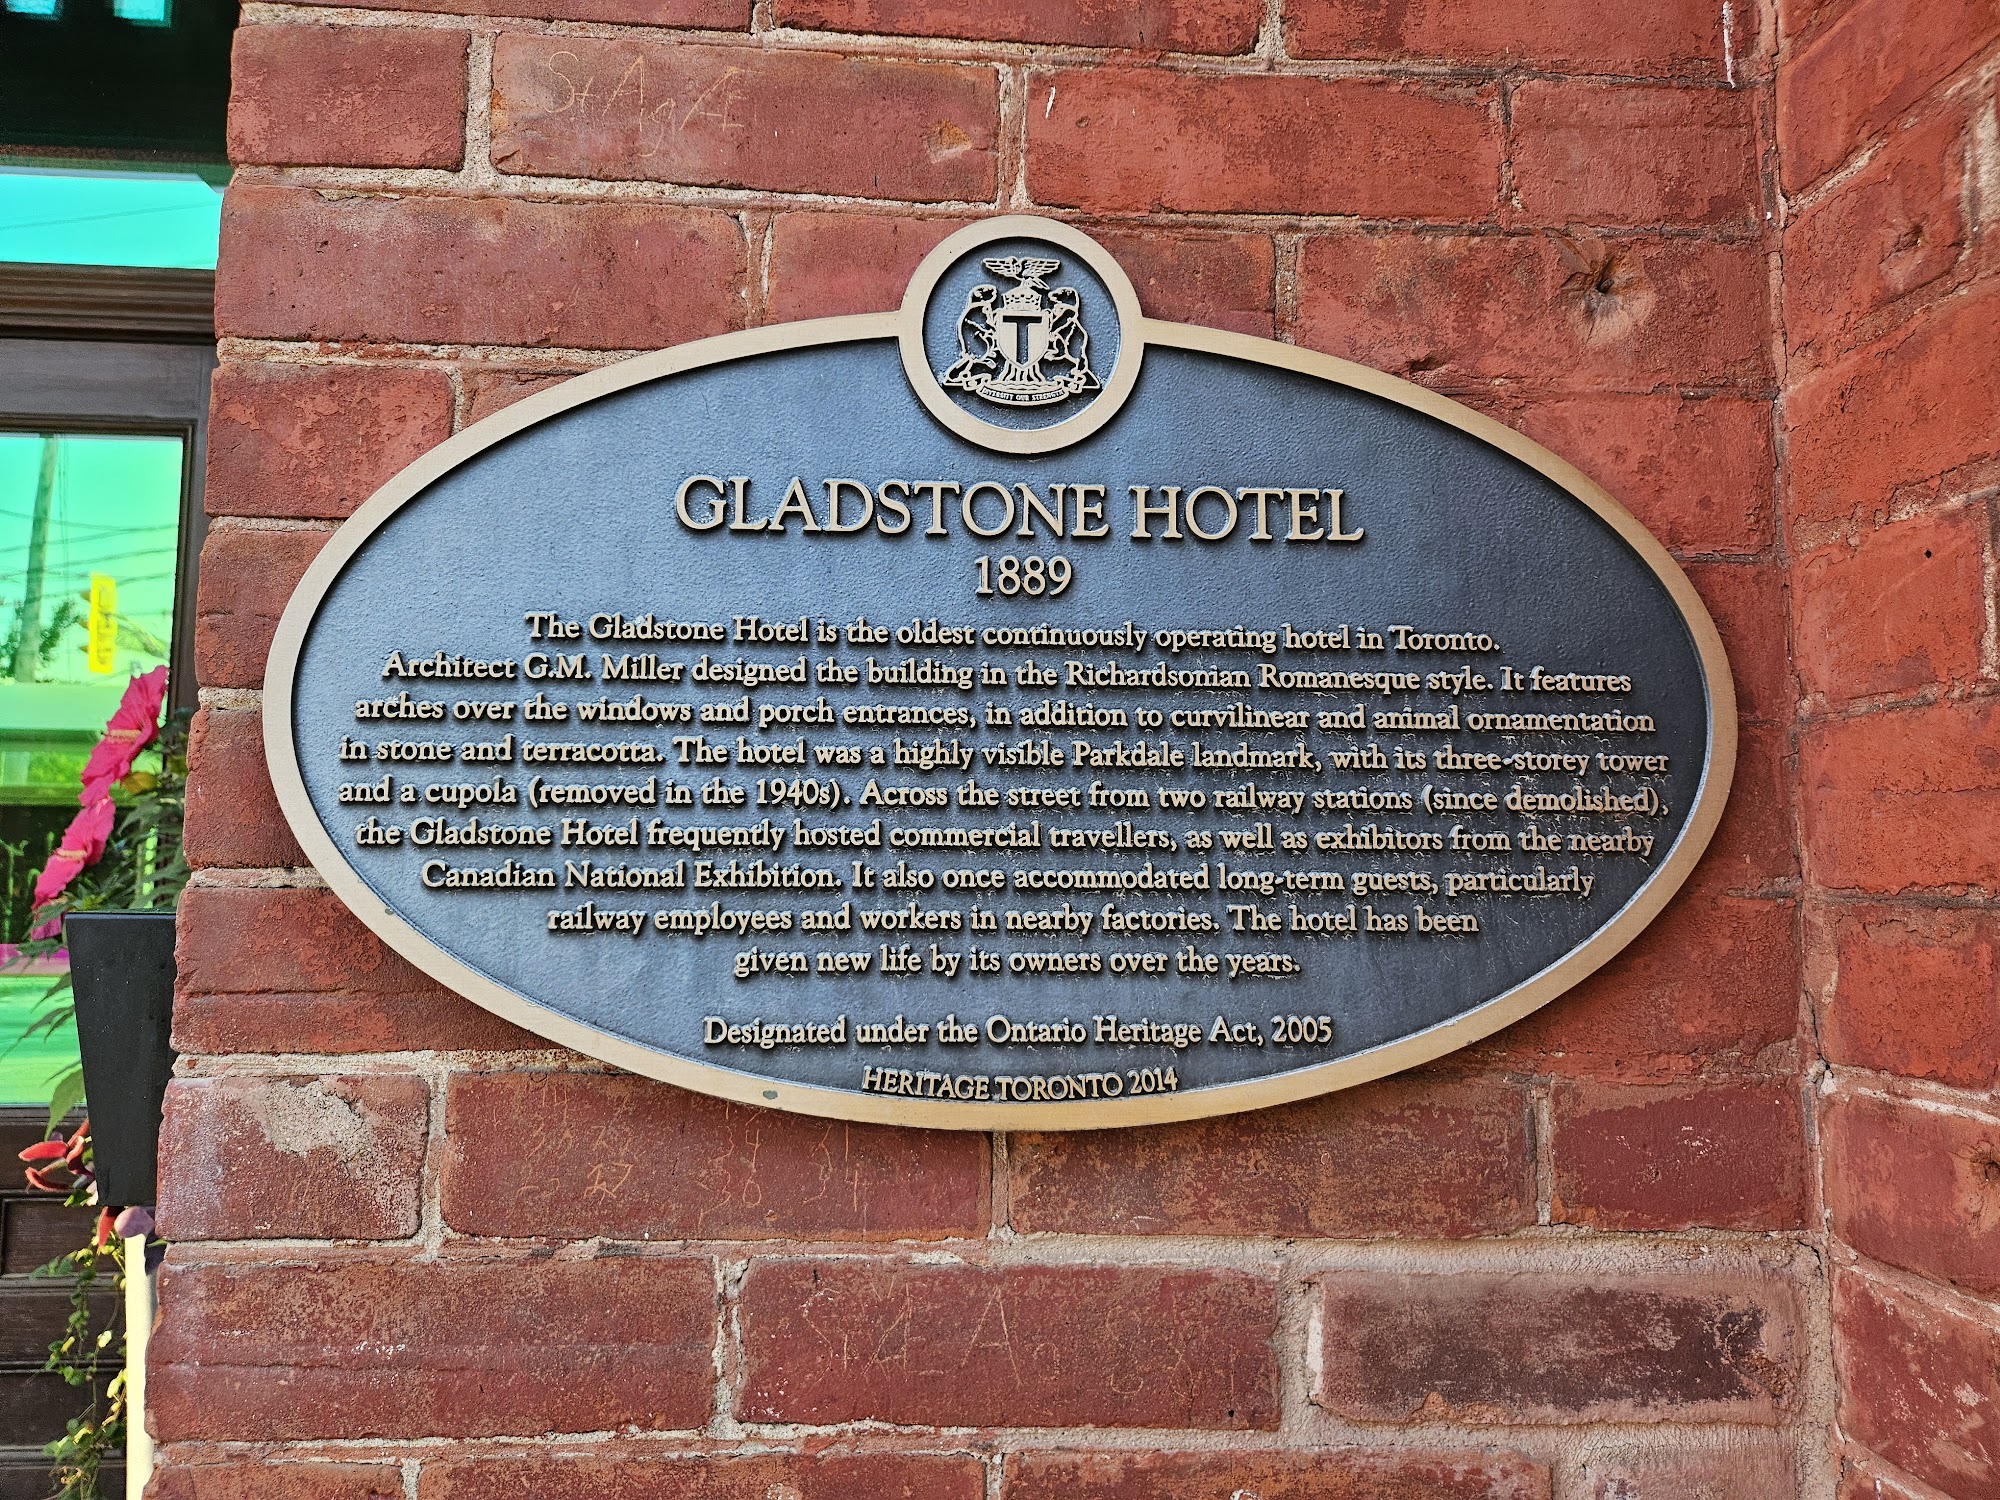 StAgAE
T
DIVERSITY OUR STRENGTH
GLADSTONE HOTEL
1889
The Gladstone Hotel is the oldest continuously operating hotel in Toronto.
Architect G.M. Miller designed the building in the Richardsonian Romanesque style. It features
arches over the windows and porch entrances, in addition to curvilinear and animal ornamentation
in stone and terracotta. The hotel was a highly visible Parkdale landmark, with its three-storey tower
and a cupola (removed in the 1940s). Across the street from two railway stations (since demolished),
the Gladstone Hotel frequently hosted commercial travellers, as well as exhibitors from the nearby
Canadian National Exhibition. It also once accommodated long-term guests, particularly
railway employees and workers in nearby factories. The hotel has been
given new life by its owners over the years.
Designated under the Ontario Heritage Act, 2005
HERITAGE TORONTO 2014